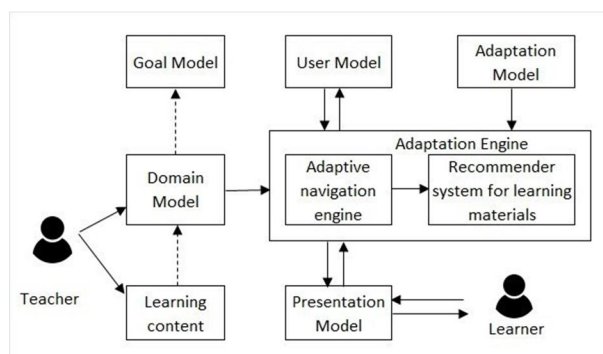 Goal Model
User Model
Adaptation
Model
Adaptation Engine
Domain
Model
Adaptive
navigation
engine
Recommender
system for learning
materials
Teacher
Learning
content
Presentation
Model
Learner